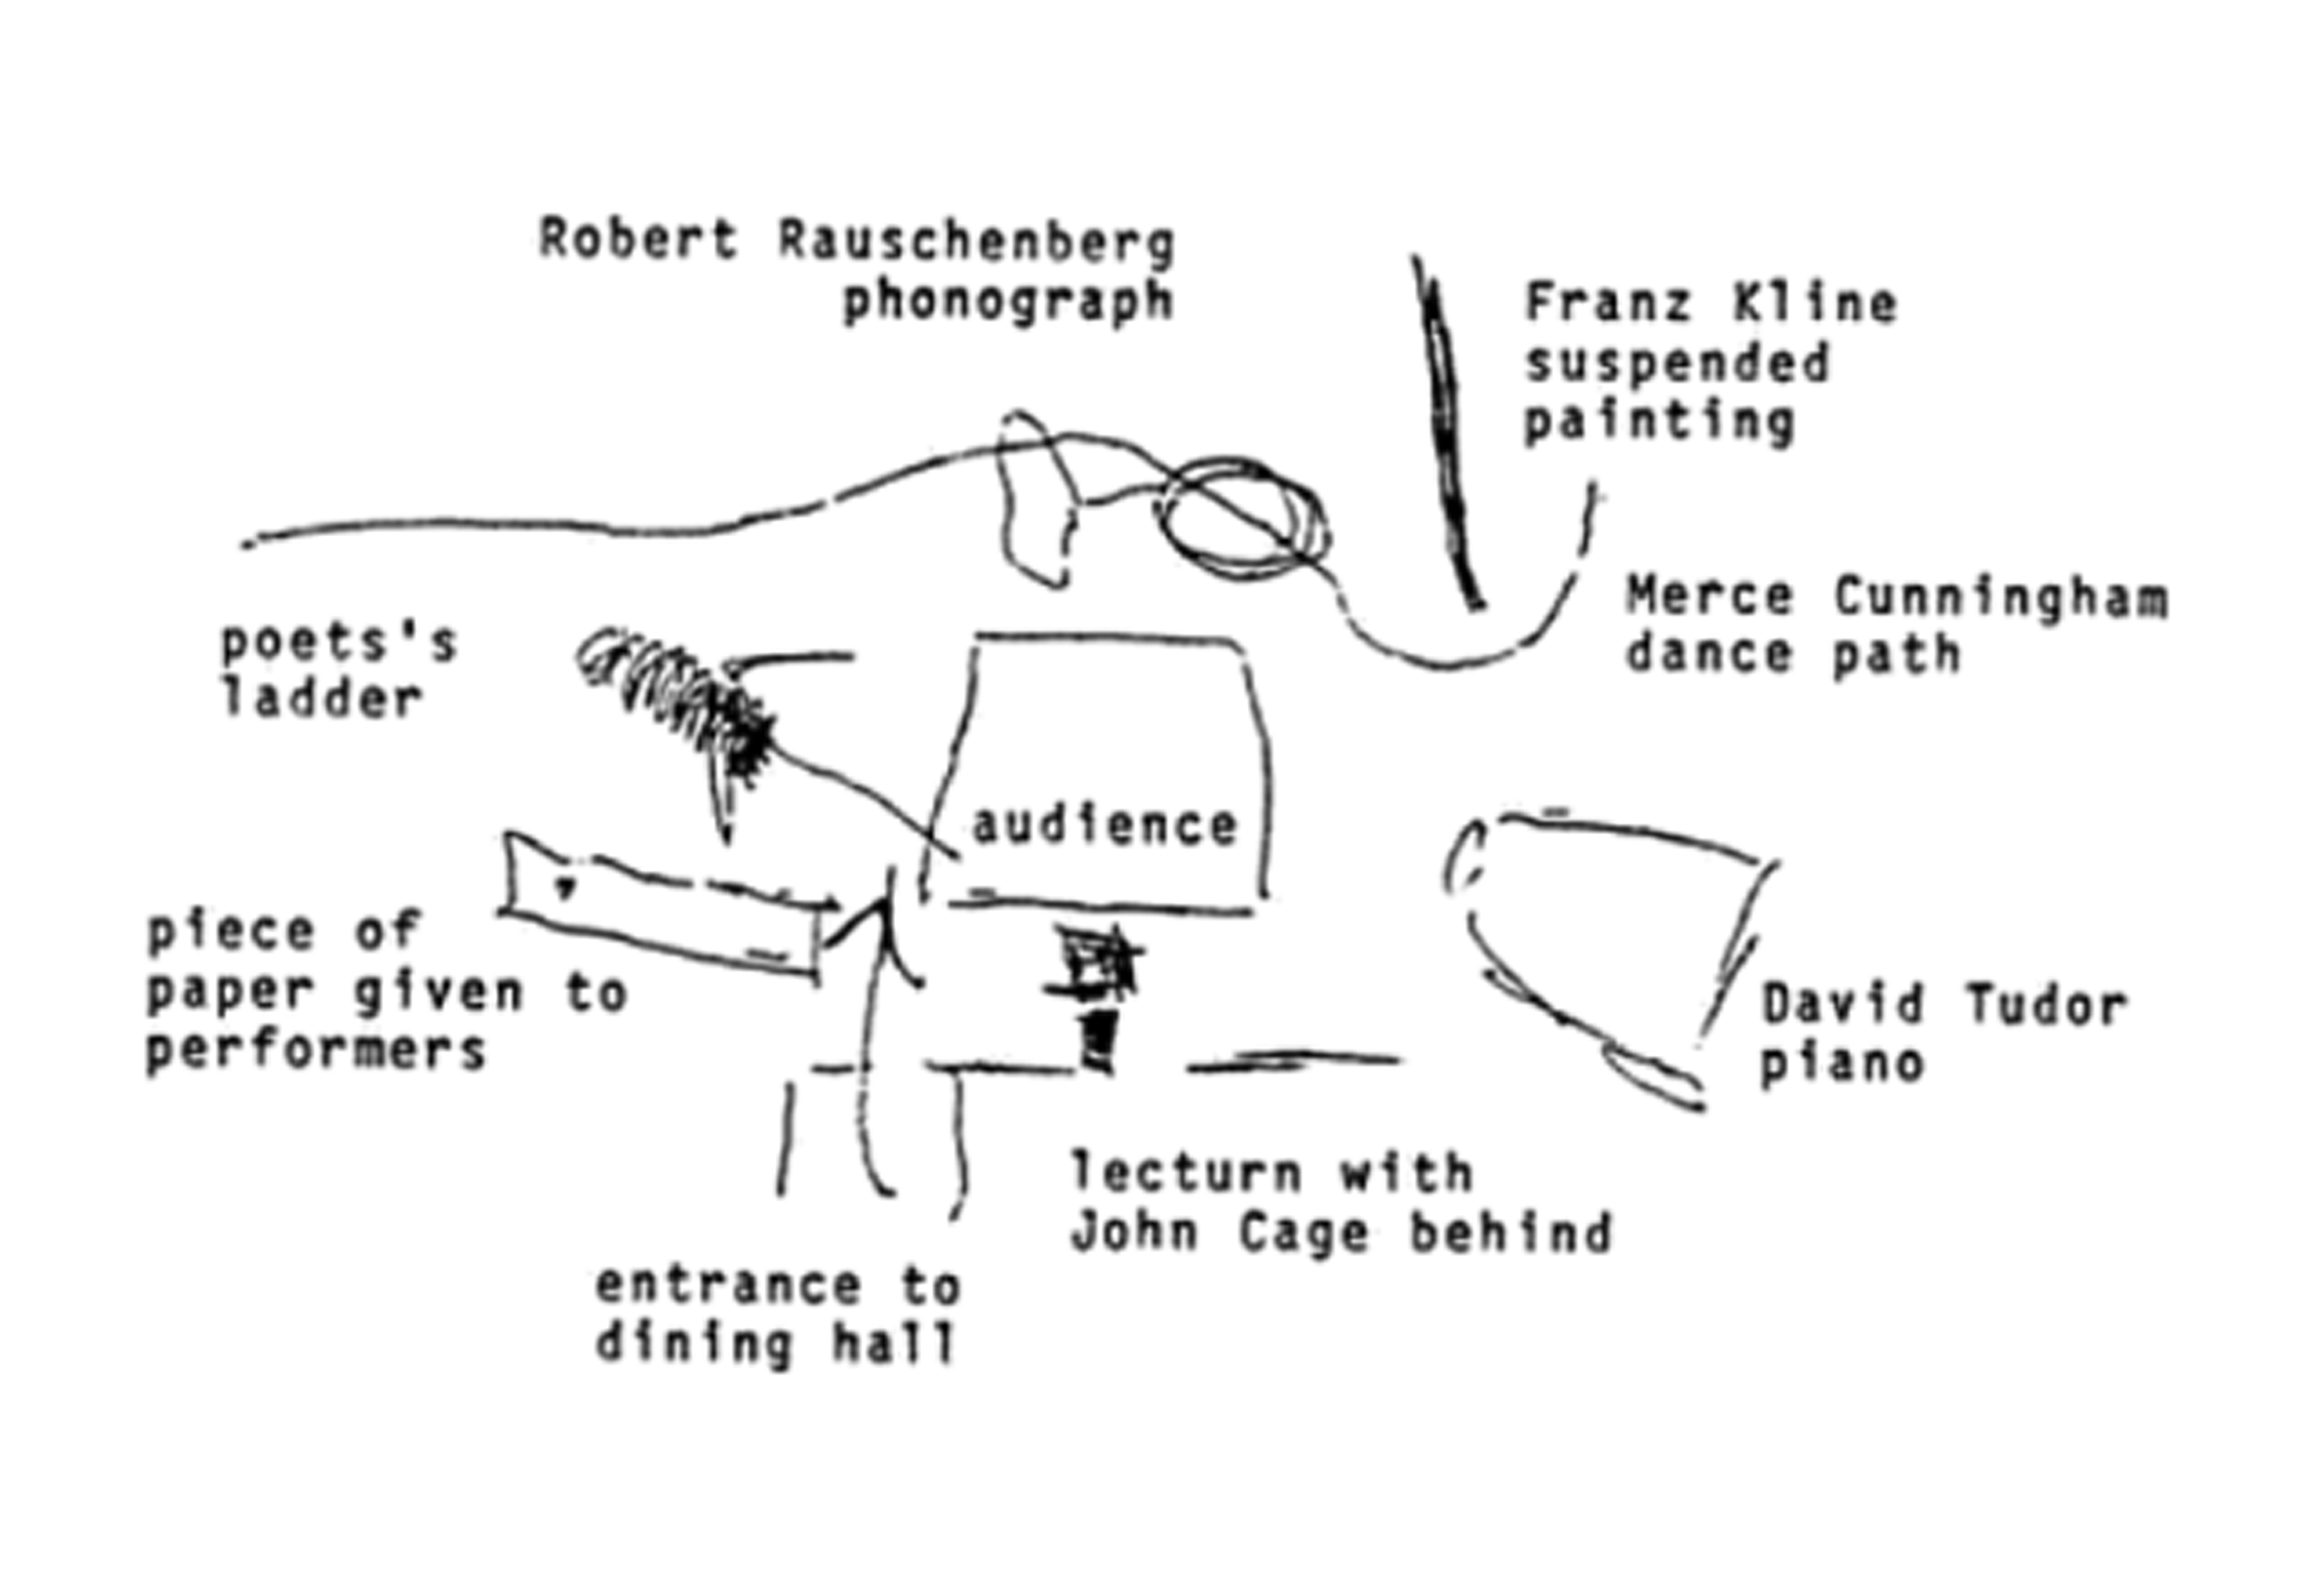 Robert Rauschenberg
phonograph
Franz Kline
suspended
painting
Merce Cunningham
dance path
poets's
ladder
audience
piece of
paper given to
performers
David Tudor
piano
lecturn with
John Cage behind
entrance to
dining hall